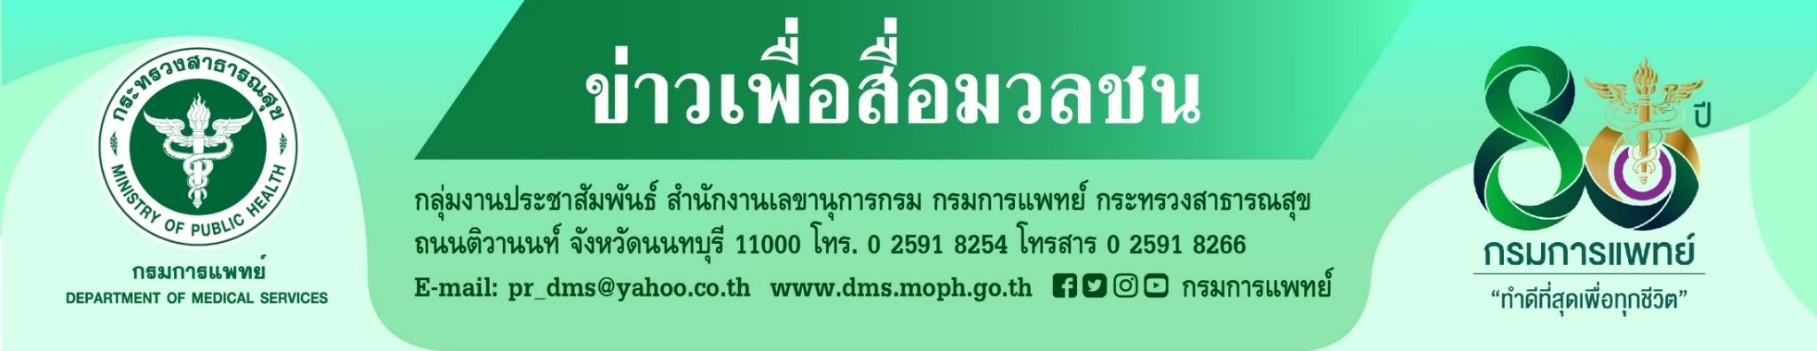 กระทรวงสาธารณสุข
MINISTRY OF PUBLIC HEALTH
กรมการแพทย์
DEPARTMENT OF MEDICAL SERVICES
ข่าวเพื่อสื่อมวลชน
กลุ่มงานประชาสัมพันธ์ สำนักงานเลขานุการกรม กรมการแพทย์ กระทรวงสาธารณสุข
ถนนติวานนท์ จังหวัดนนทบุรี 11000 โทร. 0 2591 8254 โทรสาร 0 2591 8266
E-mail: pr_dms@yahoo.co.th www.dms.moph.go.th กรมการแพทย์
80 ปี
กรมการแพทย์
“ทำดีที่สุดเพื่อทุกชีวิต”